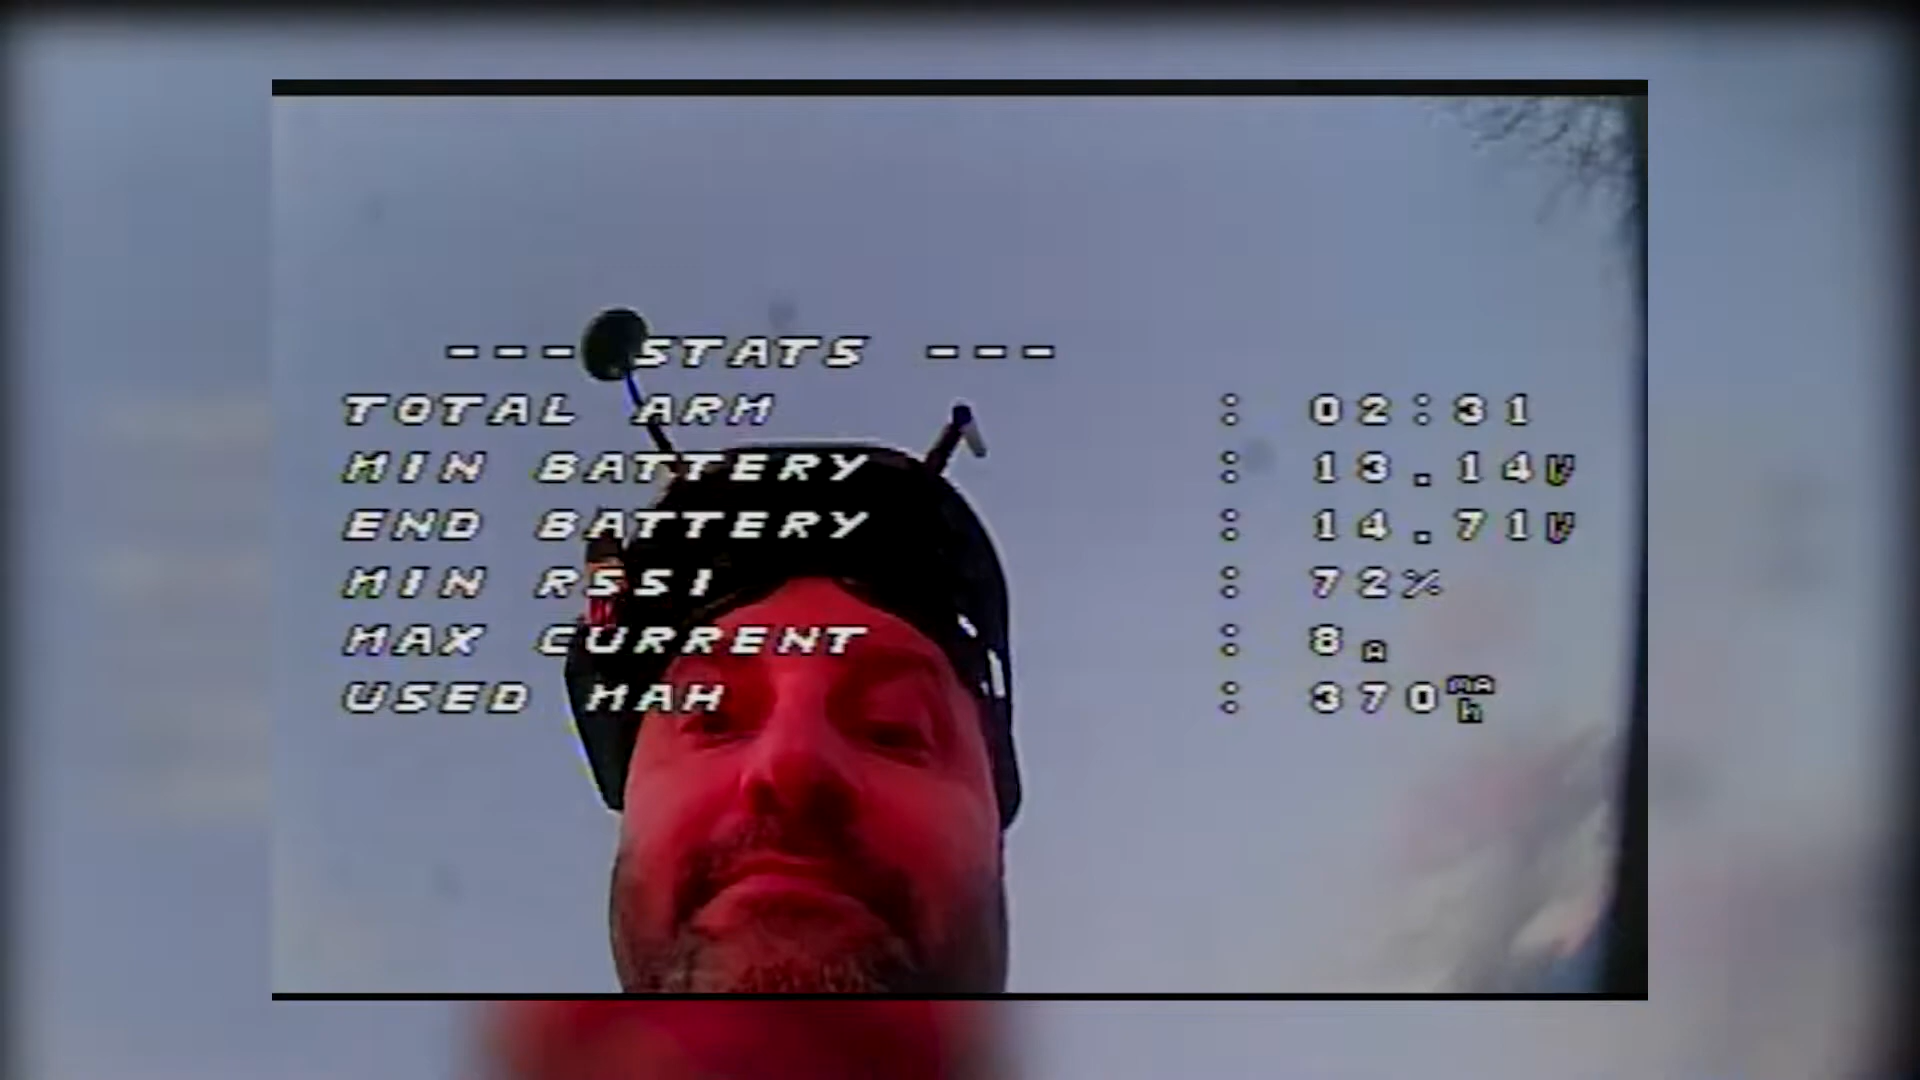 --- STATS ---
TOTAL ARM : 02:31
MIN BATTERY : 13.14V
END BATTERY : 14.71V
MIN RSSI : 72%
MAX CURRENT : 8A
USED MAH : 370mAh